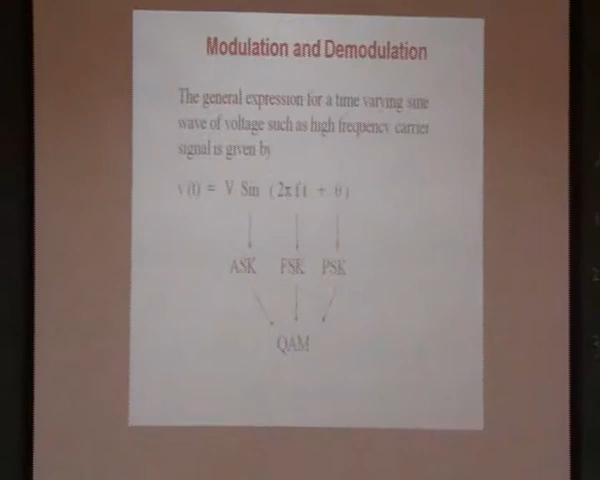 Modulation and Demodulation
The general expression for a time varying sine
wave of voltage such as high frequency carrier
signal is given by
v(t) = V Sin (2π f t + θ)
ASK FSK PSK
QAM